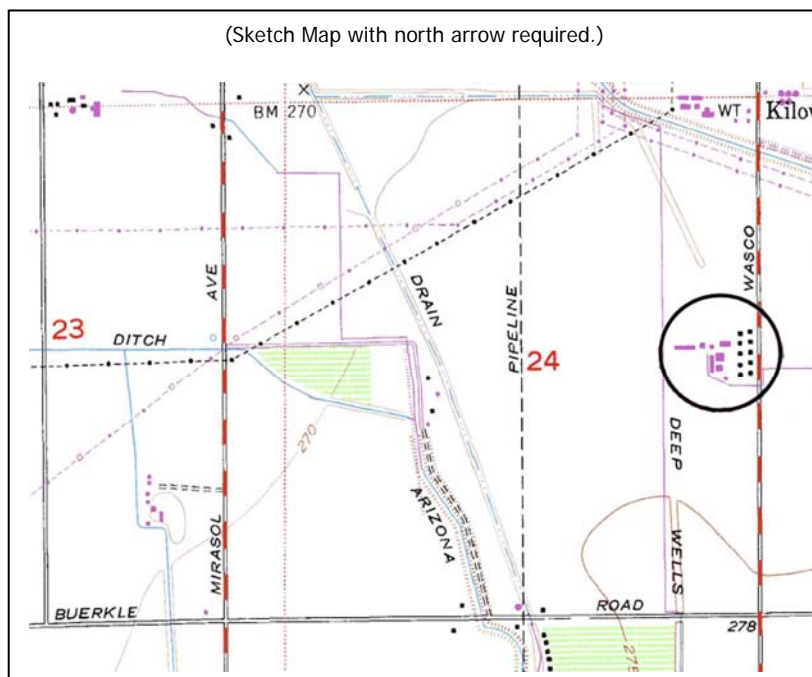 (Sketch Map with north arrow required.)
BM 270
WT
Kilow
AVE
DRAIN
WASCO
PIPELINE
23
DITCH
24
270
DEEP
ARIZONA
MIRASOL
WELLS
BUERKLE
ROAD
278
275